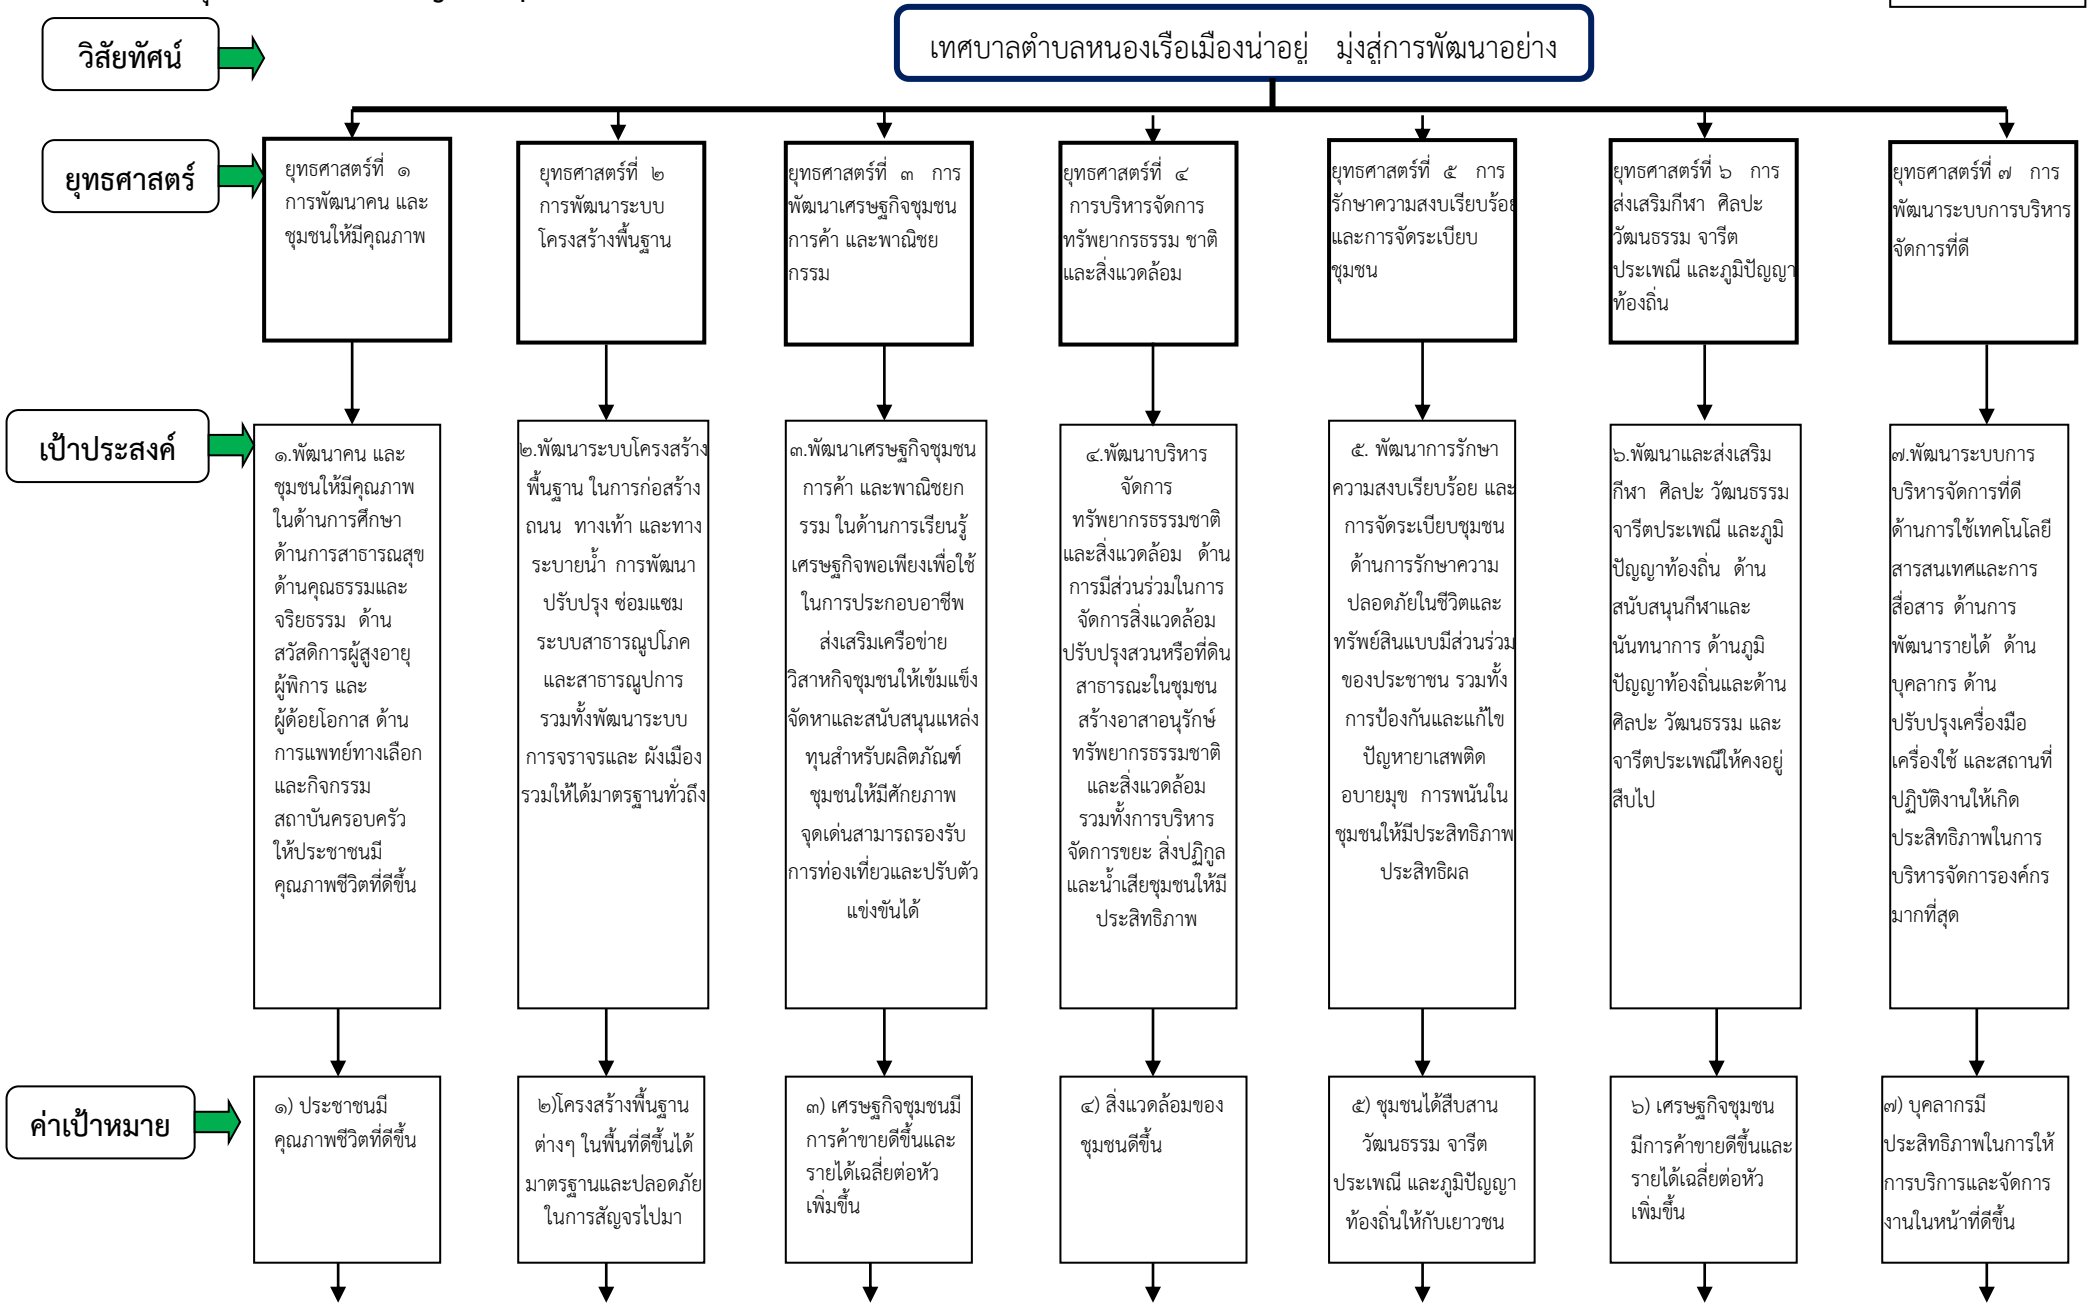 วิสัยทัศน์
เทศบาลตำบลหนองเรือเมืองน่าอยู่ มุ่งสู่การพัฒนาอย่าง
ยุทธศาสตร์
ยุทธศาสตร์ที่ ๑
การพัฒนาคน และ
ชุมชนให้มีคุณภาพ
ยุทธศาสตร์ที่ ๒
การพัฒนาระบบ
โครงสร้างพื้นฐาน
ยุทธศาสตร์ที่ ๓ การ
พัฒนาเศรษฐกิจชุมชน
การค้า และพาณิชย
กรรม
ยุทธศาสตร์ที่ ๔
การบริหารจัดการ
ทรัพยากรธรรม ชาติ
และสิ่งแวดล้อม
ยุทธศาสตร์ที่ ๕ การ
รักษาความสงบเรียบร้อย
และการจัดระเบียบ
ชุมชน
ยุทธศาสตร์ที่ ๖ การ
ส่งเสริมกีฬา ศิลปะ
วัฒนธรรม จารีต
ประเพณี และภูมิปัญญา
ท้องถิ่น
ยุทธศาสตร์ที่ ๗ การ
พัฒนาระบบการบริหาร
จัดการที่ดี
เป้าประสงค์
๑.พัฒนาคน และ
ชุมชนให้มีคุณภาพ
ในด้านการศึกษา
ด้านการสาธารณสุข
ด้านคุณธรรมและ
จริยธรรม ด้าน
สวัสดิการผู้สูงอายุ
ผู้พิการ และ
ผู้ด้อยโอกาส ด้าน
การแพทย์ทางเลือก
และกิจกรรม
สถาบันครอบครัว
ให้ประชาชนมี
คุณภาพชีวิตที่ดีขึ้น
๒.พัฒนาระบบโครงสร้าง
พื้นฐาน ในการก่อสร้าง
ถนน ทางเท้า และทาง
ระบายน้ำ การพัฒนา
ปรับปรุง ซ่อมแซม
ระบบสาธารณูปโภค
และสาธารณูปการ
รวมทั้งพัฒนาระบบ
การจราจรและ ผังเมือง
รวมให้ได้มาตรฐานทั่วถึง
๓.พัฒนาเศรษฐกิจชุมชน
การค้า และพาณิชยก
รรม ในด้านการเรียนรู้
เศรษฐกิจพอเพียงเพื่อใช้
ในการประกอบอาชีพ
ส่งเสริมเครือข่าย
วิสาหกิจชุมชนให้เข้มแข็ง
จัดหาและสนับสนุนแหล่ง
ทุนสำหรับผลิตภัณฑ์
ชุมชนให้มีศักยภาพ
จุดเด่นสามารถรองรับ
การท่องเที่ยวและปรับตัว
แข่งขันได้
๔.พัฒนาบริหาร
จัดการ
ทรัพยากรธรรมชาติ
และสิ่งแวดล้อม ด้าน
การมีส่วนร่วมในการ
จัดการสิ่งแวดล้อม
ปรับปรุงสวนหรือที่ดิน
สาธารณะในชุมชน
สร้างอาสาอนุรักษ์
ทรัพยากรธรรมชาติ
และสิ่งแวดล้อม
รวมทั้งการบริหาร
จัดการขยะ สิ่งปฏิกูล
และน้ำเสียชุมชนให้มี
ประสิทธิภาพ
๕. พัฒนาการรักษา
ความสงบเรียบร้อย และ
การจัดระเบียบชุมชน
ด้านการรักษาความ
ปลอดภัยในชีวิตและ
ทรัพย์สินแบบมีส่วนร่วม
ของประชาชน รวมทั้ง
การป้องกันและแก้ไข
ปัญหายาเสพติด
อบายมุข การพนันใน
ชุมชนให้มีประสิทธิภาพ
ประสิทธิผล
๖.พัฒนาและส่งเสริม
กีฬา ศิลปะ วัฒนธรรม
จารีตประเพณี และภูมิ
ปัญญาท้องถิ่น ด้าน
สนับสนุนกีฬาและ
นันทนาการ ด้านภูมิ
ปัญญาท้องถิ่นและด้าน
ศิลปะ วัฒนธรรม และ
จารีตประเพณีให้คงอยู่
สืบไป
๗.พัฒนาระบบการ
บริหารจัดการที่ดี
ด้านการใช้เทคโนโลยี
สารสนเทศและการ
สื่อสาร ด้านการ
พัฒนารายได้ ด้าน
บุคลากร ด้าน
ปรับปรุงเครื่องมือ
เครื่องใช้ และสถานที่
ปฏิบัติงานให้เกิด
ประสิทธิภาพในการ
บริหารจัดการองค์กร
มากที่สุด
ค่าเป้าหมาย
๑) ประชาชนมี
คุณภาพชีวิตที่ดีขึ้น
๒)โครงสร้างพื้นฐาน
ต่างๆ ในพื้นที่ดีขึ้นได้
มาตรฐานและปลอดภัย
ในการสัญจรไปมา
๓) เศรษฐกิจชุมชนมี
การค้าขายดีขึ้นและ
รายได้เฉลี่ยต่อหัว
เพิ่มขึ้น
๔) สิ่งแวดล้อมของ
ชุมชนดีขึ้น
๕) ชุมชนได้สืบสาน
วัฒนธรรม จารีต
ประเพณี และภูมิปัญญา
ท้องถิ่นให้กับเยาวชน
๖) เศรษฐกิจชุมชน
มีการค้าขายดีขึ้นและ
รายได้เฉลี่ยต่อหัว
เพิ่มขึ้น
๗) บุคลากรมี
ประสิทธิภาพในการให้
การบริการและจัดการ
งานในหน้าที่ดีขึ้น